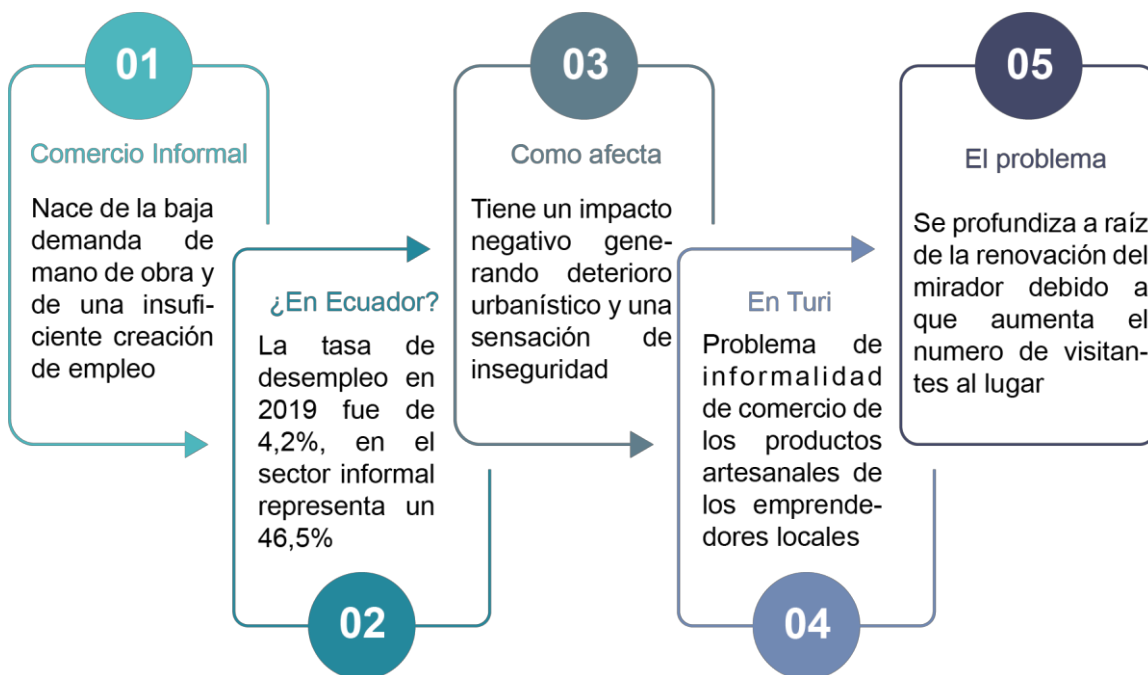 01
Comercio Informal
Nace de la baja
demanda de
mano de obra y
de una insufi-
ciente creación
de empleo
¿En Ecuador?
La tasa de
desempleo en
2019 fue de
4,2%, en el
sector informal
representa un
46,5%
02
03
Como afecta
Tiene un impacto
negativo gene-
rando deterioro
urbanístico y una
sensación de
inseguridad
En Turi
Problema de
informalidad
de comercio de
los productos
artesanales de
los emprende-
dores locales
04
05
El problema
Se profundiza a raíz
de la renovación del
mirador debido a
que aumenta el
numero de visitan-
tes al lugar